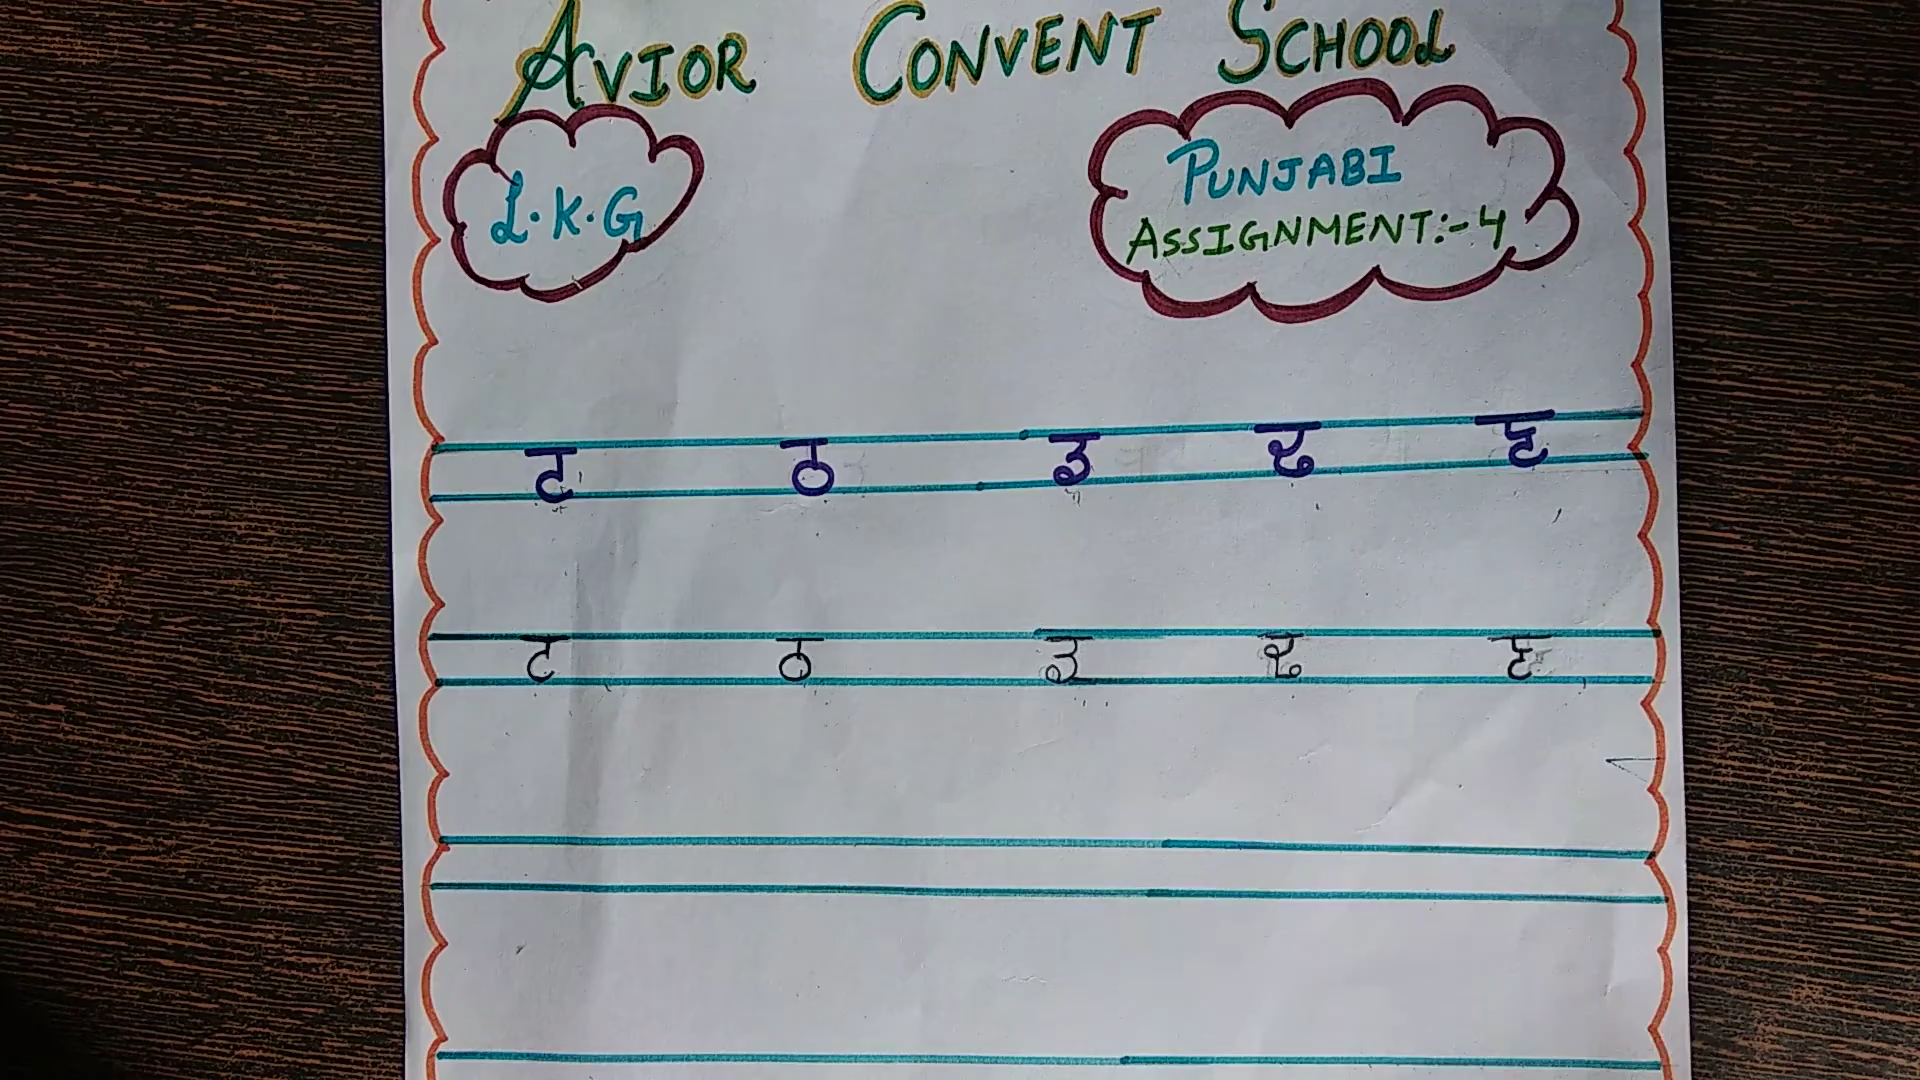 AVIOR CONVENT SCHOOL
L.K.G
PUNJABI
ASSIGNMENT:-4
ਟ ਠ ਡ ਢ ਣ
ਟ ਠ ਡ ਢ ਣ